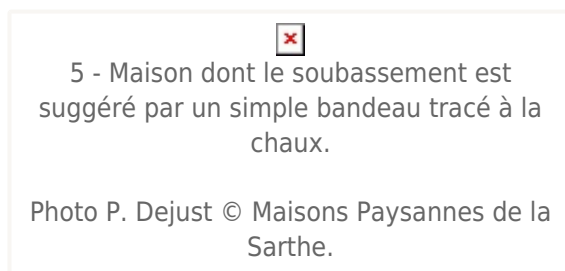 5 - Maison dont le soubassement est
suggéré par un simple bandeau tracé à la
chaux.
Photo P. Dejust © Maisons Paysannes de la
Sarthe.